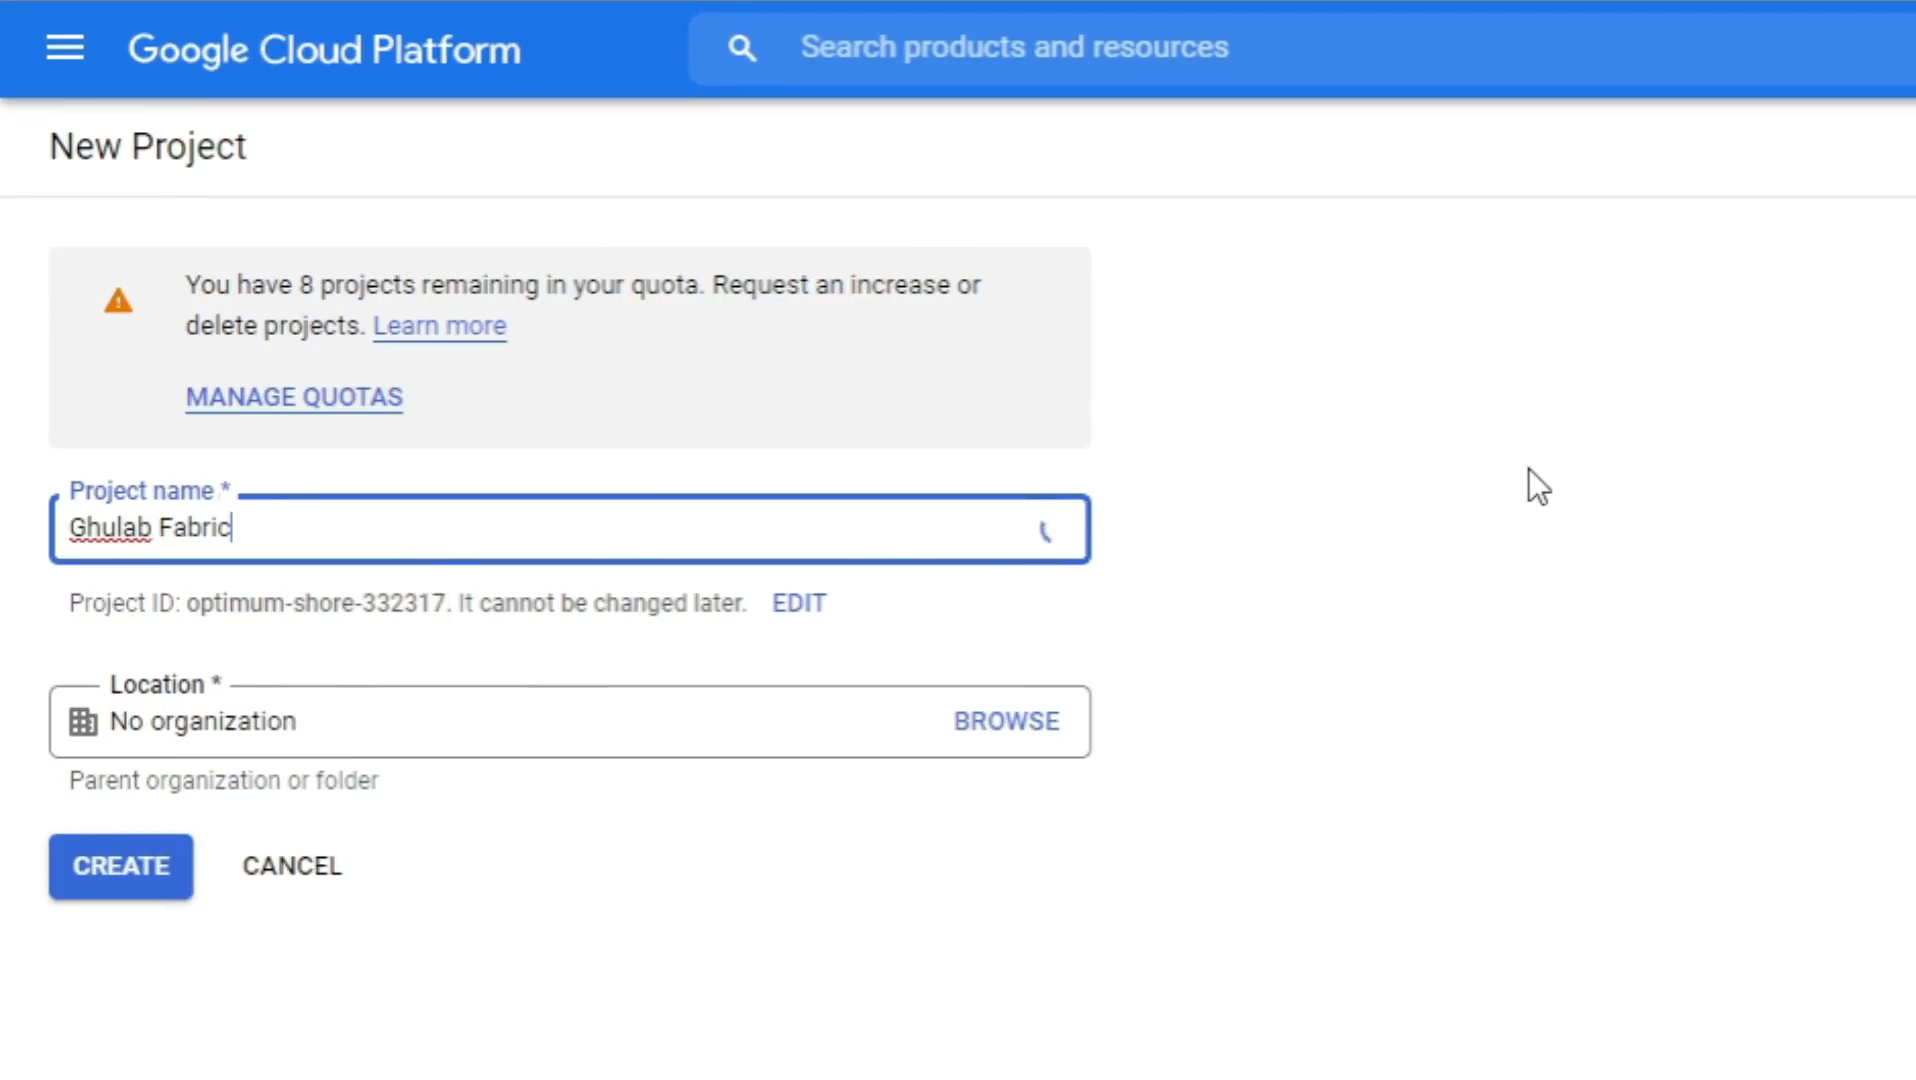 Google Cloud Platform
Search products and resources
New Project
You have 8 projects remaining in your quota. Request an increase or
delete projects. Learn more
MANAGE QUOTAS
Project name *
Ghulab Fabric
Project ID: optimum-shore-332317. It cannot be changed later. EDIT
Location *
No organization BROWSE
Parent organization or folder
CREATE CANCEL